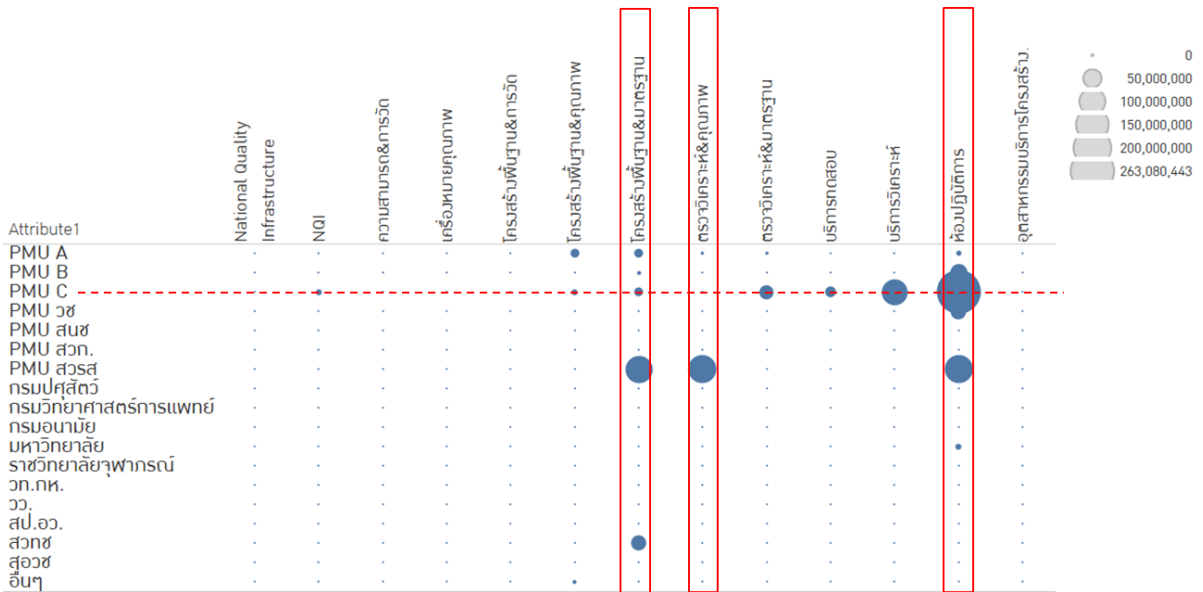 National Quality
Infrastructure
NQI
ความสามารถ&การวัด
เครื่องหมายคุณภาพ
โครงสร้างพื้นฐาน&การวัด
โครงสร้างพื้นฐาน&คุณภาพ
โครงสร้างพื้นฐาน&มาตรฐาน
ตรวจวิเคราะห์&คุณภาพ
ตรวจวิเคราะห์&มาตรฐาน
บริการทดสอบ
บริการวิเคราะห์
ห้องปฏิบัติการ
อุตสาหกรรมบริการโครงสร้าง.
0
50,000,000
100,000,000
150,000,000
200,000,000
263,080,443
Attribute1
PMU A
PMU B
PMU C
PMU วช
PMU สนช
PMU สวก.
PMU สวรส
กรมปศุสัตว์
กรมวิทยาศาสตร์การแพทย์
กรมอนามัย
มหาวิทยาลัย
ราชวิทยาลัยจุฬาภรณ์
วท.กห.
วว.
สป.อว.
สวทช
สอวช
อื่นๆ